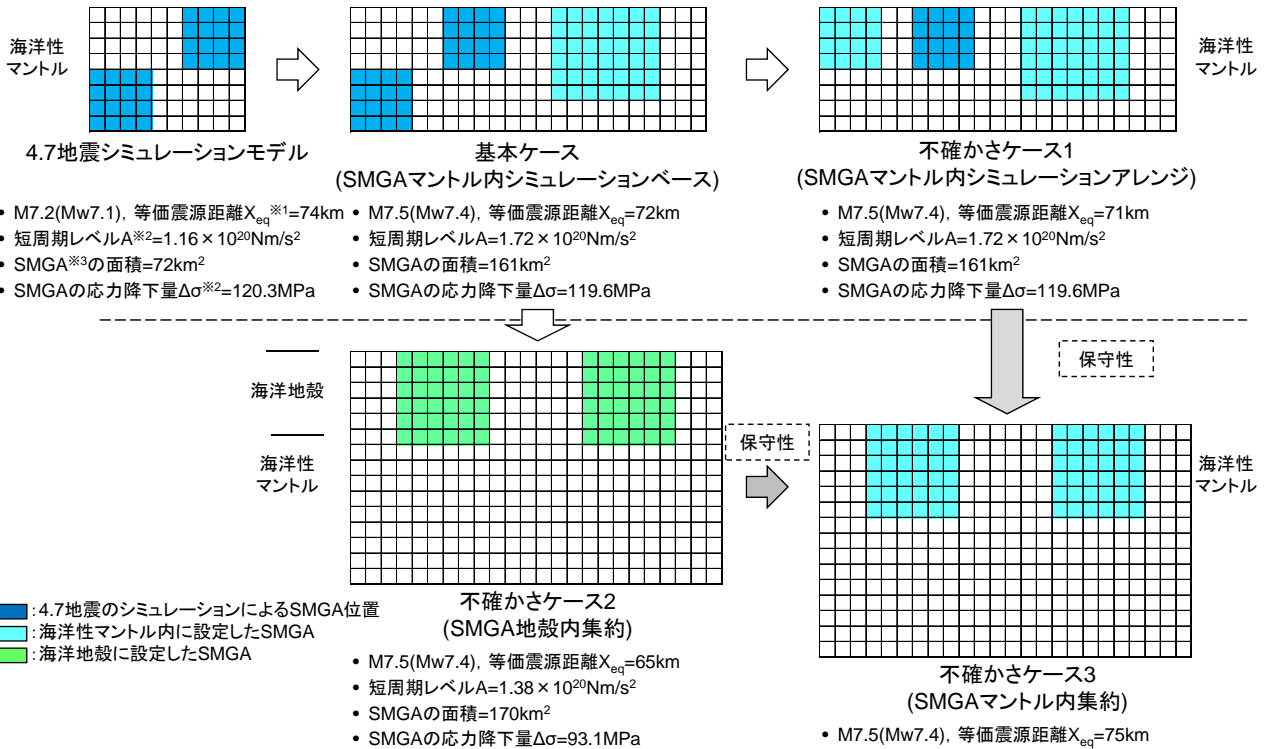 海洋性
マントル
海洋性
マントル
4.7地震シミュレーションモデル
• M7.2(Mw7.1), 等価震源距離Xeq※1=74km
• 短周期レベルA※2=1.16×10²⁰Nm/s²
• SMGA※3の面積=72km²
• SMGAの応力降下量Δσ※2=120.3MPa
基本ケース
(SMGAマントル内シミュレーションベース)
• M7.5(Mw7.4), 等価震源距離Xeq=72km
• 短周期レベルA=1.72×10²⁰Nm/s²
• SMGAの面積=161km²
• SMGAの応力降下量Δσ=119.6MPa
不確かさケース1
(SMGAマントル内シミュレーションアレンジ)
• M7.5(Mw7.4), 等価震源距離Xeq=71km
• 短周期レベルA=1.72×10²⁰Nm/s²
• SMGAの面積=161km²
• SMGAの応力降下量Δσ=119.6MPa
保守性
海洋地殻
海洋性
マントル
保守性
海洋性
マントル
:4.7地震のシミュレーションによるSMGA位置
:海洋性マントル内に設定したSMGA
:海洋地殻に設定したSMGA
不確かさケース2
(SMGA地殻内集約)
• M7.5(Mw7.4), 等価震源距離Xeq=65km
• 短周期レベルA=1.38×10²⁰Nm/s²
• SMGAの面積=170km²
• SMGAの応力降下量Δσ=93.1MPa
不確かさケース3
(SMGAマントル内集約)
• M7.5(Mw7.4), 等価震源距離Xeq=75km